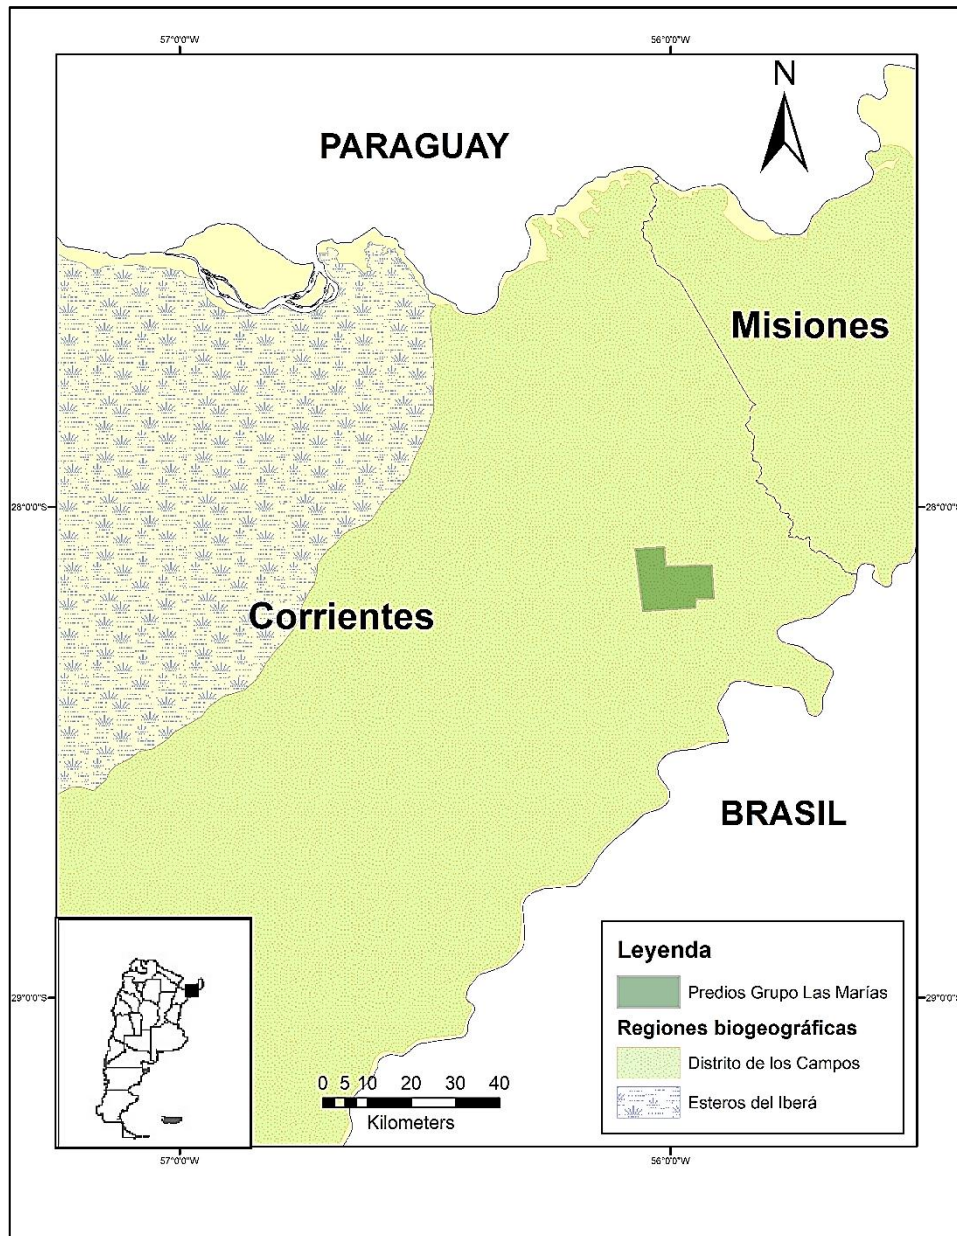 57°0'0"W
56°0'0"W
N
PARAGUAY
Misiones
28°0'0"S
28°0'0"S
Corrientes
BRASIL
29°0'0"S
29°0'0"S
Leyenda
Predios Grupo Las Marías
Regiones biogeográficas
Distrito de los Campos
Esteros del Iberá
0 5 10 20 30 40
Kilometers
57°0'0"W
56°0'0"W